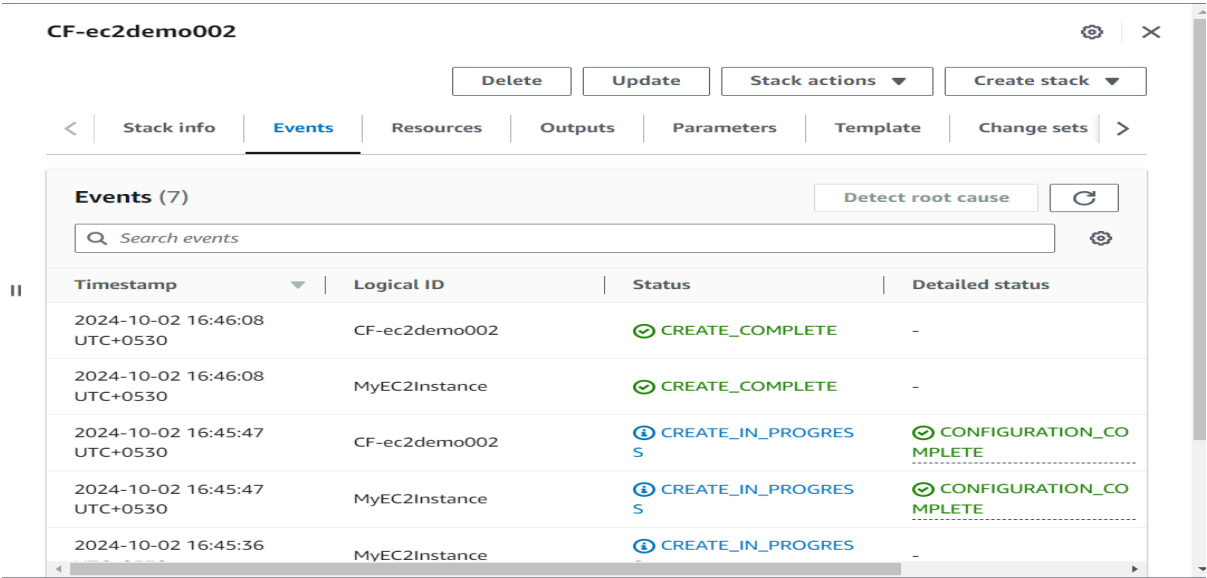 CF-ec2demo002
Delete Update Stack actions Create stack
Stack info Events Resources Outputs Parameters Template Change sets
Events (7) Detect root cause
Search events
Timestamp Logical ID Status Detailed status
2024-10-02 16:46:08
UTC+0530
CF-ec2demo002 CREATE_COMPLETE -
2024-10-02 16:46:08
UTC+0530
MyEC2Instance CREATE_COMPLETE -
2024-10-02 16:45:47
UTC+0530
CF-ec2demo002
CREATE_IN_PROGRES
S
CONFIGURATION_CO
MPLETE
2024-10-02 16:45:47
UTC+0530
MyEC2Instance
CREATE_IN_PROGRES
S
CONFIGURATION_CO
MPLETE
2024-10-02 16:45:36
MyEC2Instance
CREATE_IN_PROGRES
-